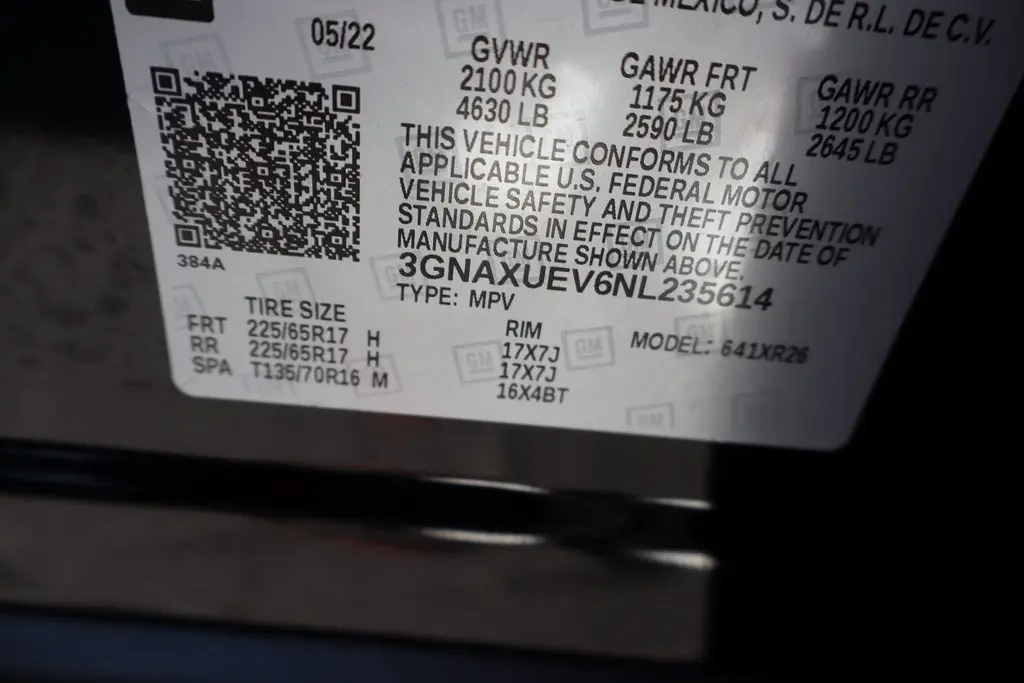 DE MEXICO, S. DE R.L. DE C.V.
05/22
GVWR
2100 KG
4630 LB
GAWR FRT
1175 KG
2590 LB
GAWR RR
1200 KG
2645 LB
THIS VEHICLE CONFORMS TO ALL
APPLICABLE U.S. FEDERAL MOTOR
VEHICLE SAFETY AND THEFT PREVENTION
STANDARDS IN EFFECT ON THE DATE OF
MANUFACTURE SHOWN ABOVE.
3GNAXUEV6NL235614
TYPE: MPV
384A
TIRE SIZE
RIM
FRT 225/65R17 H 17X7J
RR 225/65R17 H 17X7J
SPA T135/70R16 M 16X4BT
MODEL: 641XR26